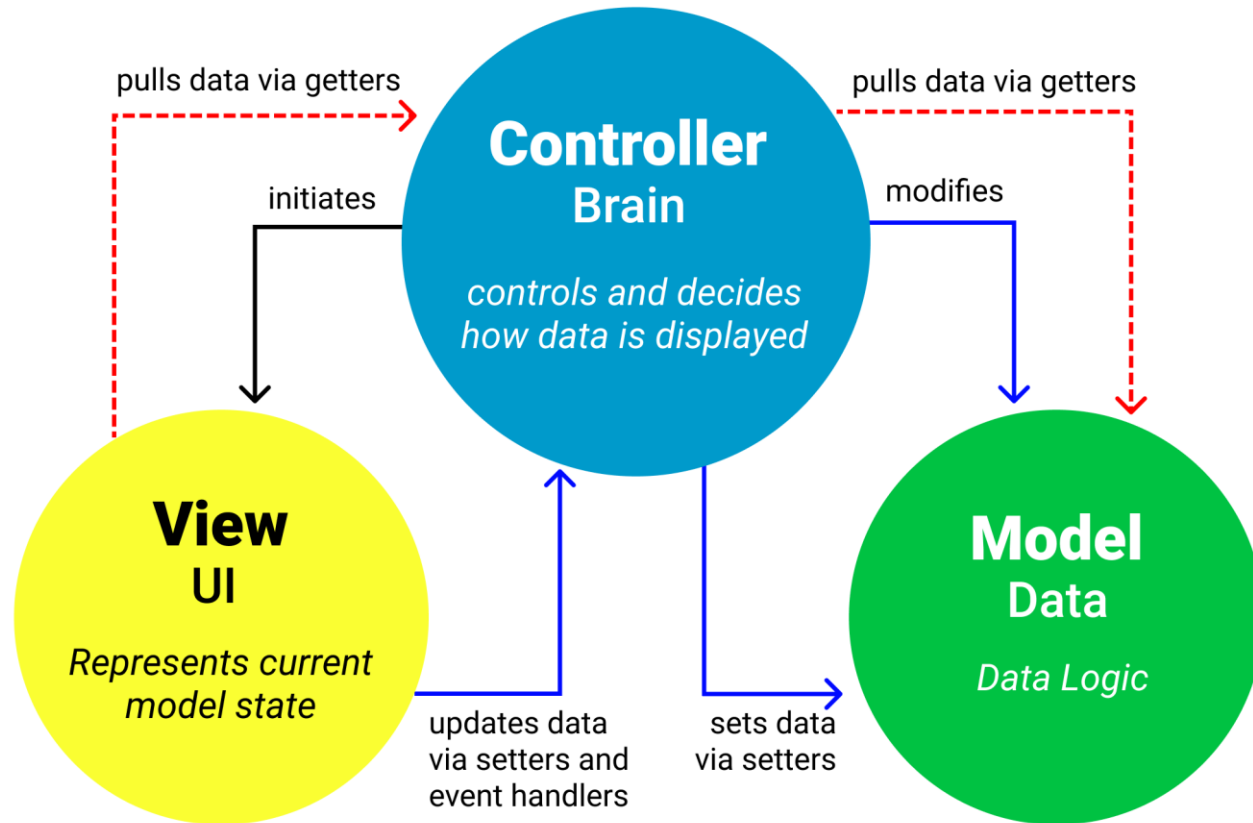 pulls data via getters
pulls data via getters
Controller
Brain
initiates
modifies
controls and decides
how data is displayed
View
UI
Represents current
model state
Model
Data
Data Logic
updates data
via setters and
event handlers
sets data
via setters